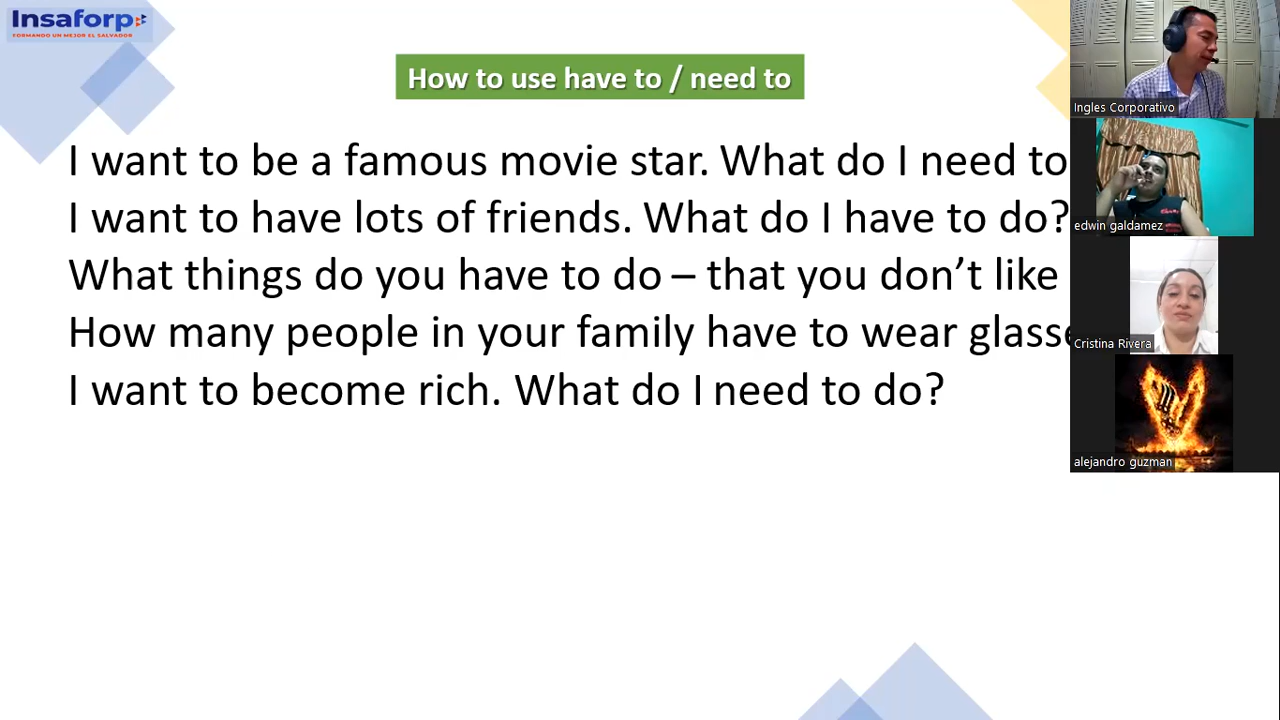 Insaforp
FORMANDO UN MEJOR EL SALVADOR
How to use have to / need to
I want to be a famous movie star. What do I need to
I want to have lots of friends. What do I have to do?
What things do you have to do – that you don’t like
How many people in your family have to wear
I want to become rich. What do I need to do?
Ingles Corporativo
edwin galdamez
Cristina Rivera
alejandro guzman